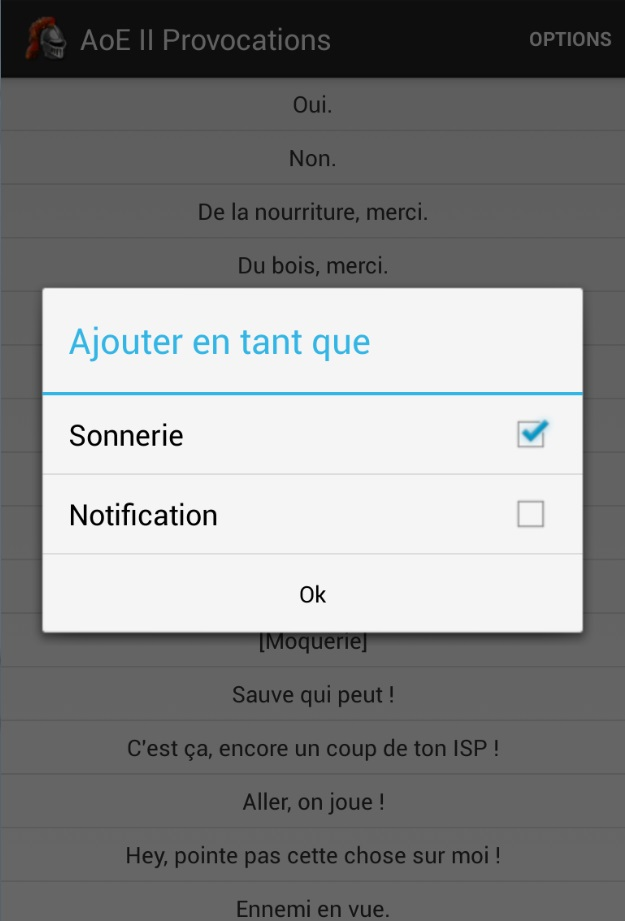 AoE II Provocations
OPTIONS
Oui.
Non.
De la nourriture, merci.
Du bois, merci.
Ajouter en tant que
Sonnerie
Notification
Ok
[Moquerie]
Sauve qui peut !
C'est ça, encore un coup de ton ISP !
Aller, on joue !
Hey, pointe pas cette chose sur moi !
Ennemi en vue.